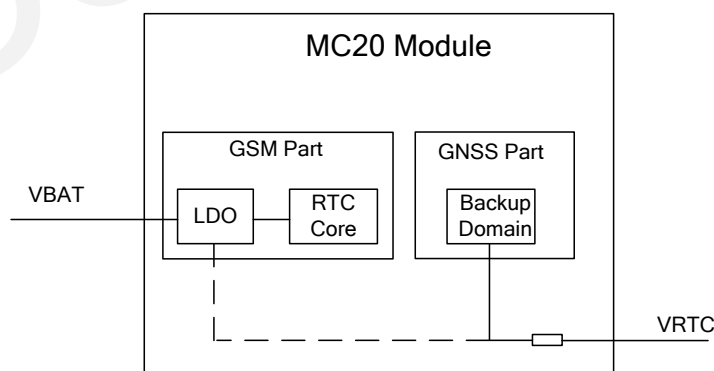 MC20 Module
GSM Part
GNSS Part
VBAT
LDO
RTC
Core
Backup
Domain
VRTC